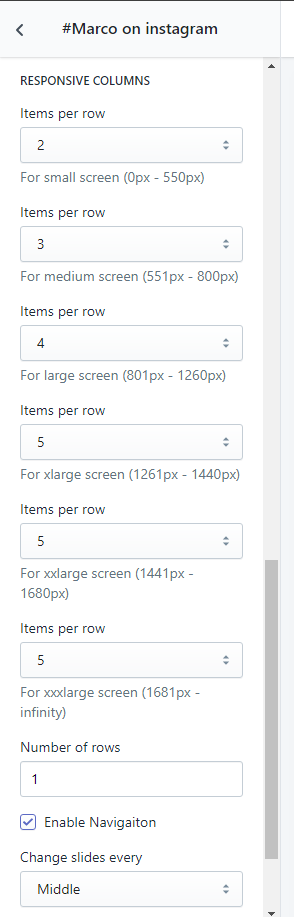 #Marco on instagram
RESPONSIVE COLUMNS
Items per row
2
For small screen (0px - 550px)
Items per row
3
For medium screen (551px - 800px)
Items per row
4
For large screen (801px - 1260px)
Items per row
5
For xlarge screen (1261px - 1440px)
Items per row
5
For xxlarge screen (1441px -
1680px)
Items per row
5
For xxxlarge screen (1681px -
infinity)
Number of rows
1
Enable Navigaiton
Change slides every
Middle